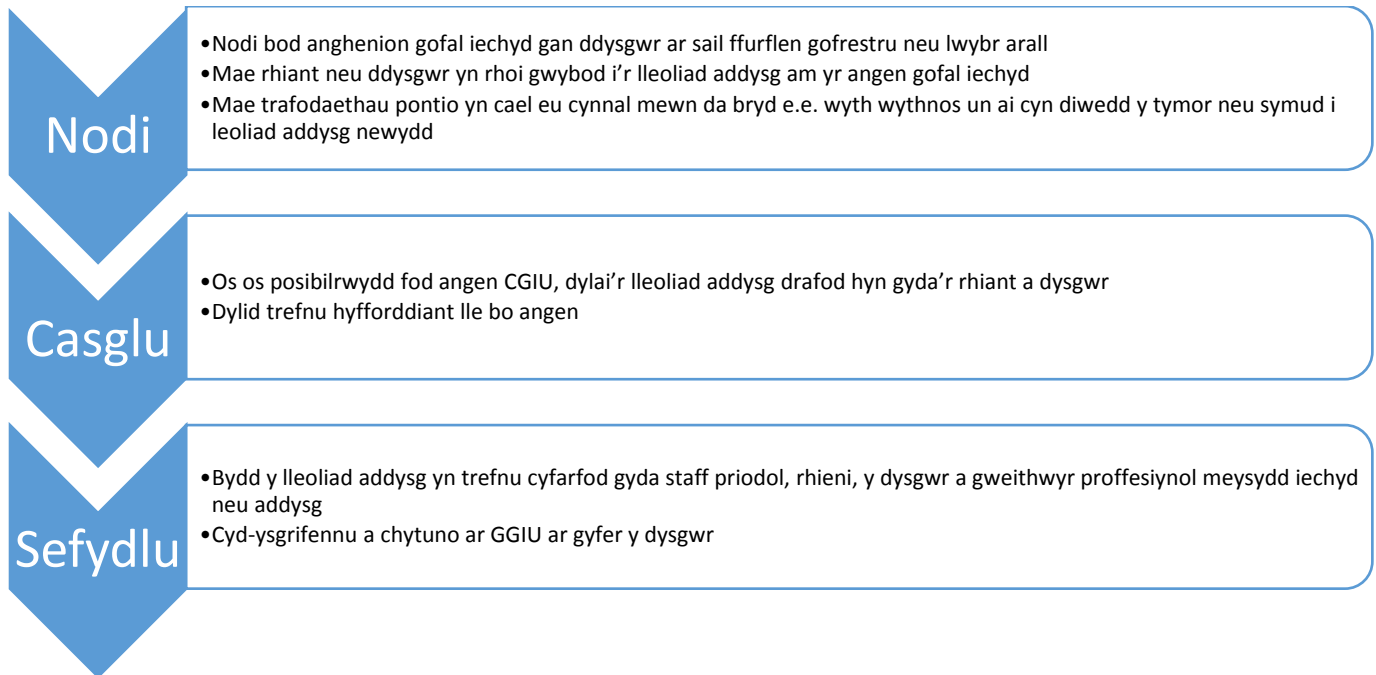 Nodi
•Nodi bod anghenion gofal iechyd gan ddysgwr ar sail ffurflen gofrestru neu lwybr arall
•Mae rhiant neu ddysgwr yn rhoi gwybod i'r lleoliad addysg am yr angen gofal iechyd
•Mae trafodaethau pontio yn cael eu cynnal mewn da bryd e.e. wyth wythnos un ai cyn diwedd y tymor neu symud i
leoliad addysg newydd
Casglu
•Os os posibilrwydd fod angen CGIU, dylai'r lleoliad addysg drafod hyn gyda'r rhiant a dysgwr
•Dylid trefnu hyfforddiant lle bo angen
Sefydlu
•Bydd y lleoliad addysg yn trefnu cyfarfod gyda staff priodol, rhieni, y dysgwr a gweithwyr proffesiynol meysydd iechyd
neu addysg
•Cyd-ysgrifennu a chytuno ar GGIU ar gyfer y dysgwr